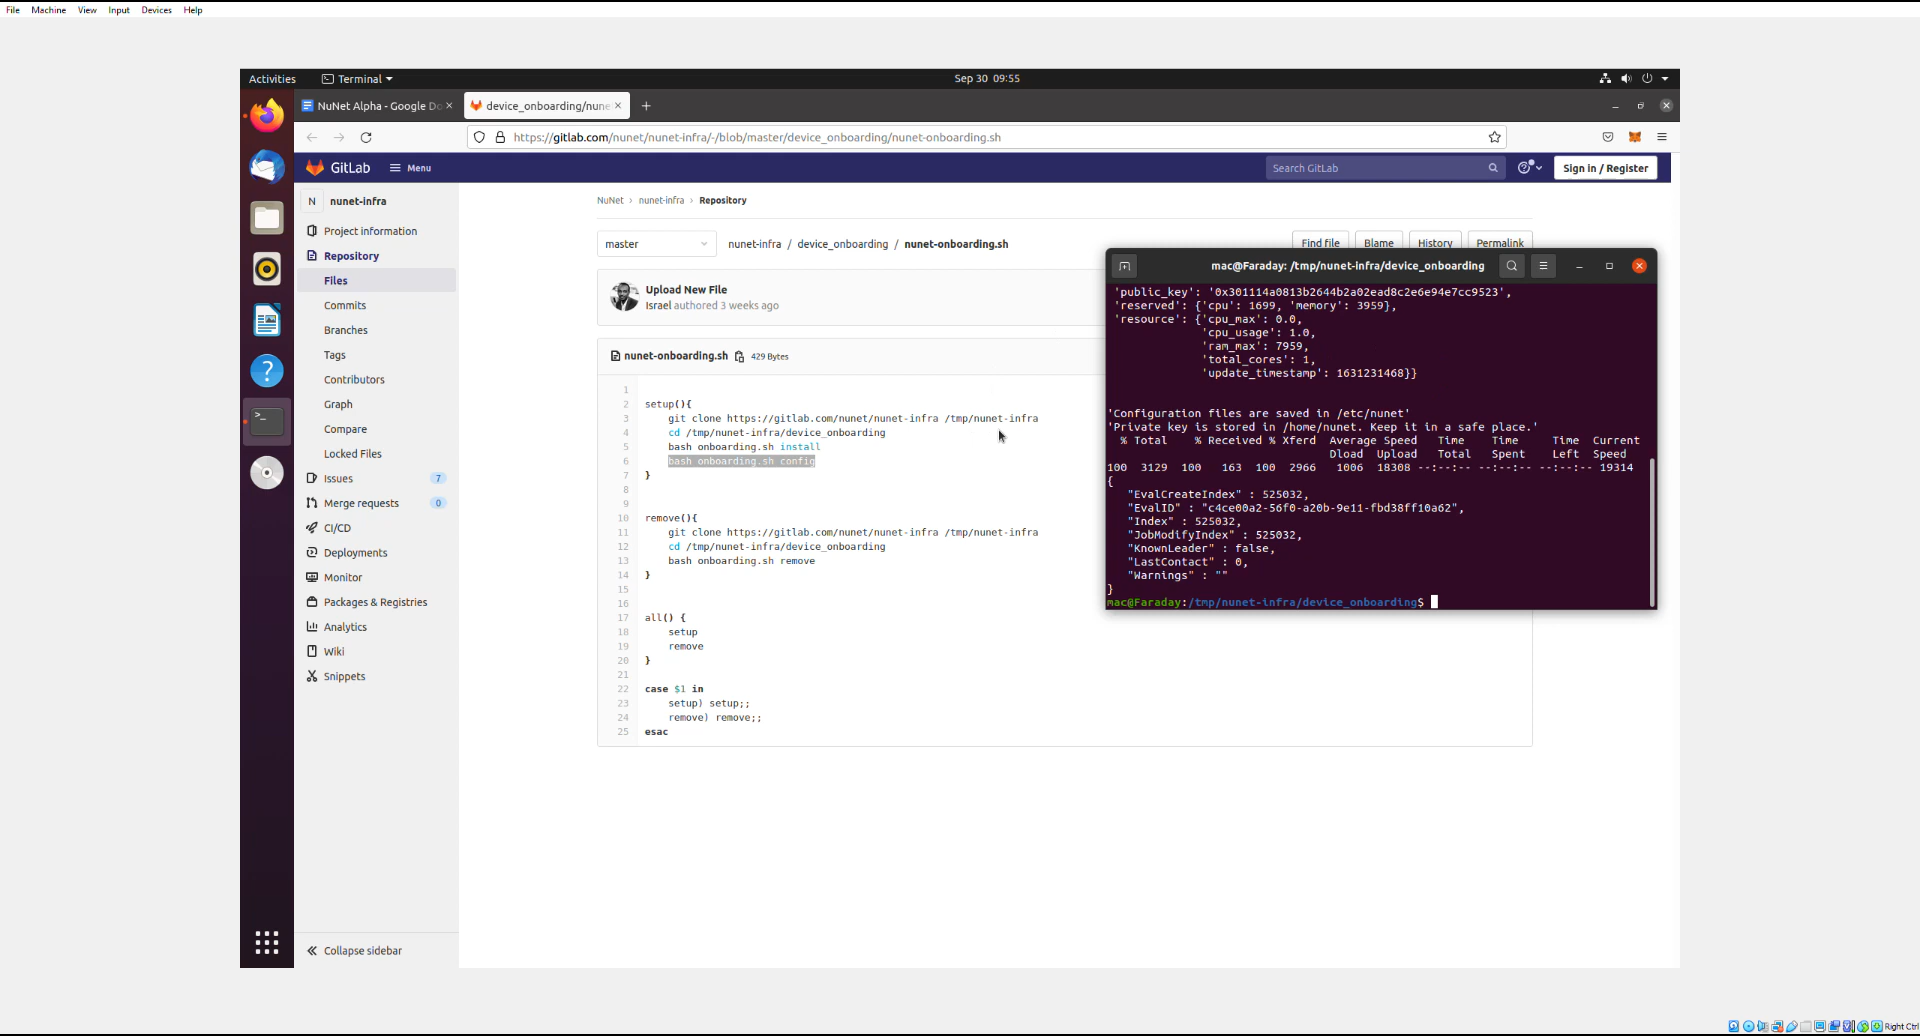 File Machine View Input Devices Help
Activities Terminal Sep 30 09:55
NuNet Alpha - Google Do × device_onboarding/nune × +
https://gitlab.com/nunet/nunet-infra/-/blob/master/device_onboarding/nunet-onboarding.sh
GitLab Menu Search GitLab Sign in / Register
N nunet-infra
Project information
Repository
Files
Commits
Branches
Tags
Contributors
Graph
Compare
Locked Files
Issues 7
Merge requests 0
CI/CD
Deployments
Monitor
Packages & Registries
Analytics
Wiki
Snippets
Collapse sidebar
NuNet › nunet-infra › Repository
master nunet-infra / device_onboarding / nunet-onboarding.sh Find file Blame History Permalink
Upload New File
Israel authored 3 weeks ago
nunet-onboarding.sh 429 Bytes
1
2 setup(){
3 git clone https://gitlab.com/nunet/nunet-infra /tmp/nunet-infra
4 cd /tmp/nunet-infra/device_onboarding
5 bash onboarding.sh install
6 bash onboarding.sh config
7 }
8
9
10 remove(){
11 git clone https://gitlab.com/nunet/nunet-infra /tmp/nunet-infra
12 cd /tmp/nunet-infra/device_onboarding
13 bash onboarding.sh remove
14 }
15
16
17 all() {
18 setup
19 remove
20 }
21
22 case $1 in
23 setup) setup;;
24 remove) remove;;
25 esac
mac@Faraday: /tmp/nunet-infra/device_onboarding
'public_key': '0x301114a0813b2644b2a02ead8c2e6e94e7cc9523',
'reserved': {'cpu': 1699, 'memory': 3959},
'resource': {'cpu_max': 0.0,
'cpu_usage': 1.0,
'ram_max': 7959,
'total_cores': 1,
'update_timestamp': 1631231468}}
'Configuration files are saved in /etc/nunet'
'Private key is stored in /home/nunet. Keep it in a safe place.'
% Total % Received % Xferd Average Speed Time Time Time Current
Dload Upload Total Spent Left Speed
100 3129 100 163 100 2966 1006 18308 --:--:-- --:--:-- --:--:-- 19314
{
"EvalCreateIndex" : 525032,
"EvalID" : "c4ce00a2-56f0-a20b-9e11-fbd38ff10a62",
"Index" : 525032,
"JobModifyIndex" : 525032,
"KnownLeader" : false,
"LastContact" : 0,
"Warnings" : ""
}
mac@Faraday:/tmp/nunet-infra/device_onboarding$
Right Ctrl